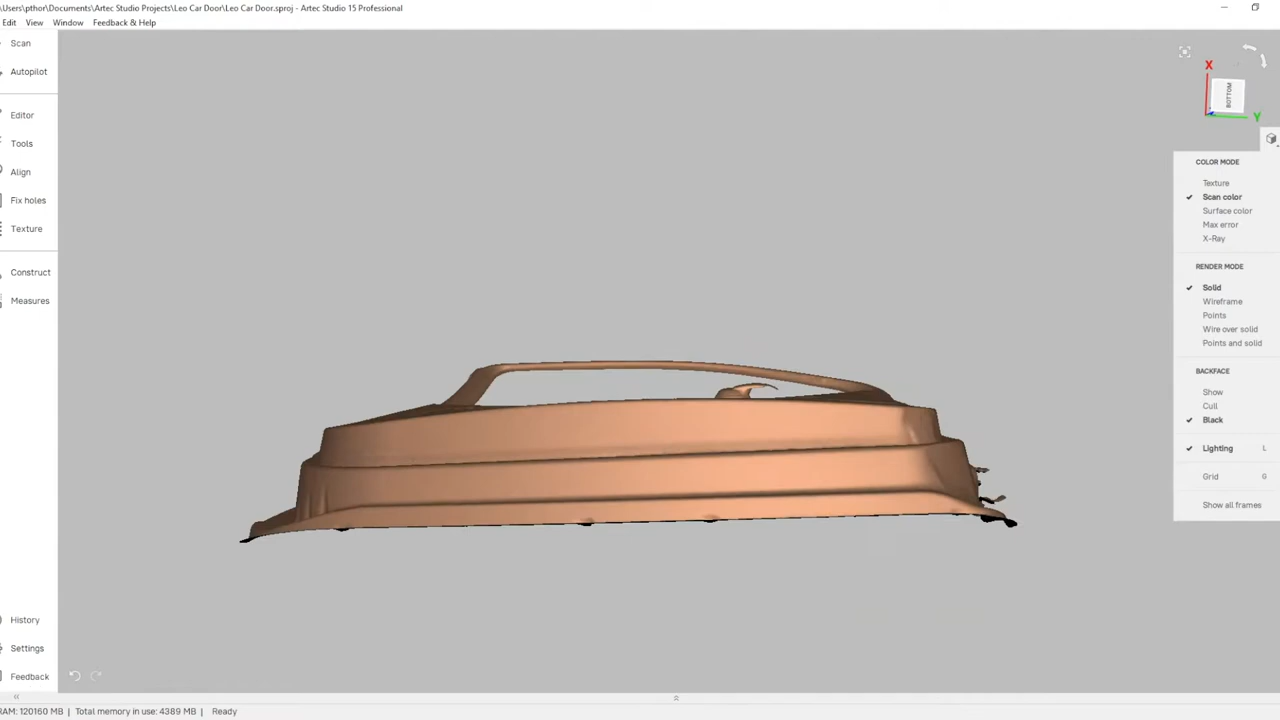 \Users\pthor\Documents\Artec Studio Projects\Leo Car Door\Leo Car Door.sproj - Artec Studio 15 Professional
Edit View Window Feedback & Help
Scan
Autopilot
Editor
Tools
Align
Fix holes
Texture
Construct
Measures
History
Settings
Feedback
X
BOTTOM
Y
COLOR MODE
Texture
Scan color
Surface color
Max error
X-Ray
RENDER MODE
Solid
Wireframe
Points
Wire over solid
Points and solid
BACKFACE
Show
Cull
Black
Lighting L
Grid G
Show all frames
RAM: 120160 MB | Total memory in use: 4389 MB | Ready